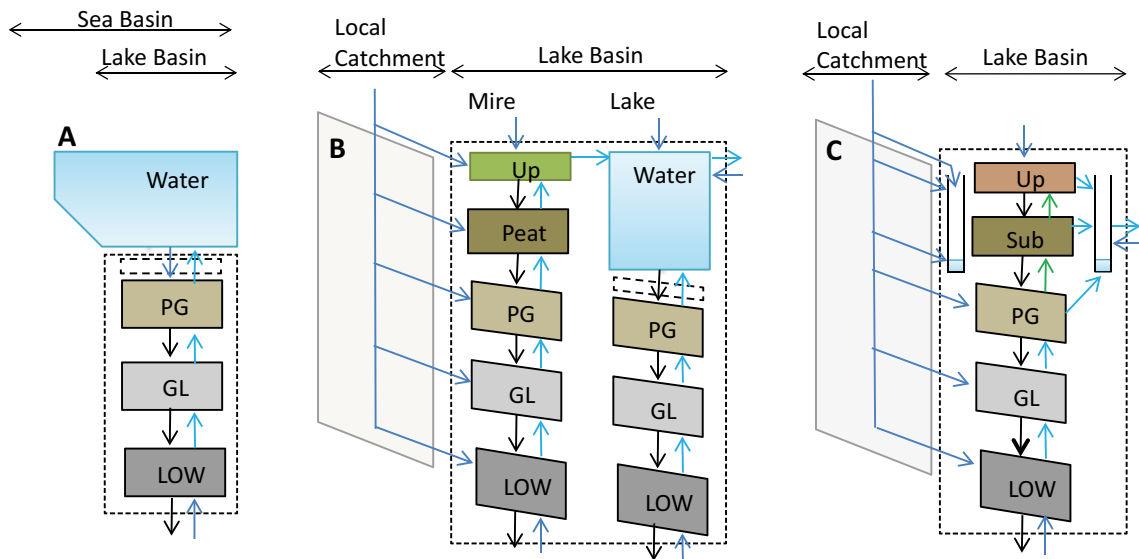 Sea Basin
Lake Basin
A
Water
PG
GL
LOW
Local
Catchment
Lake Basin
Mire
Lake
B
Up
Water
Peat
PG
PG
GL
GL
LOW
LOW
Local
Catchment
Lake Basin
C
Up
Sub
PG
GL
LOW